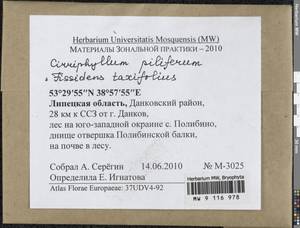 Herbarium Universitatis Mosquensis (MW)
МАТЕРИАЛЫ ЗОНАЛЬНОЙ ПРАКТИКИ – 2010
Cirriphyllum piliferum
Fissidens taxifolius
53°29'55"N 38°57'55"E
Липецкая область, Данковский район,
28 км к ССЗ от г. Данков,
лес на юго-западной окраине с. Полибино,
днище отвершка Полибинской балки,
на почве в лесу.
Собрал А. Серёгин 14.06.2010 № M-3025
Определила Е. Игнатова
Atlas Florae Europaeae: 37UDV4-92
Herbarium MW, Bryophyta
MW 9 116 978